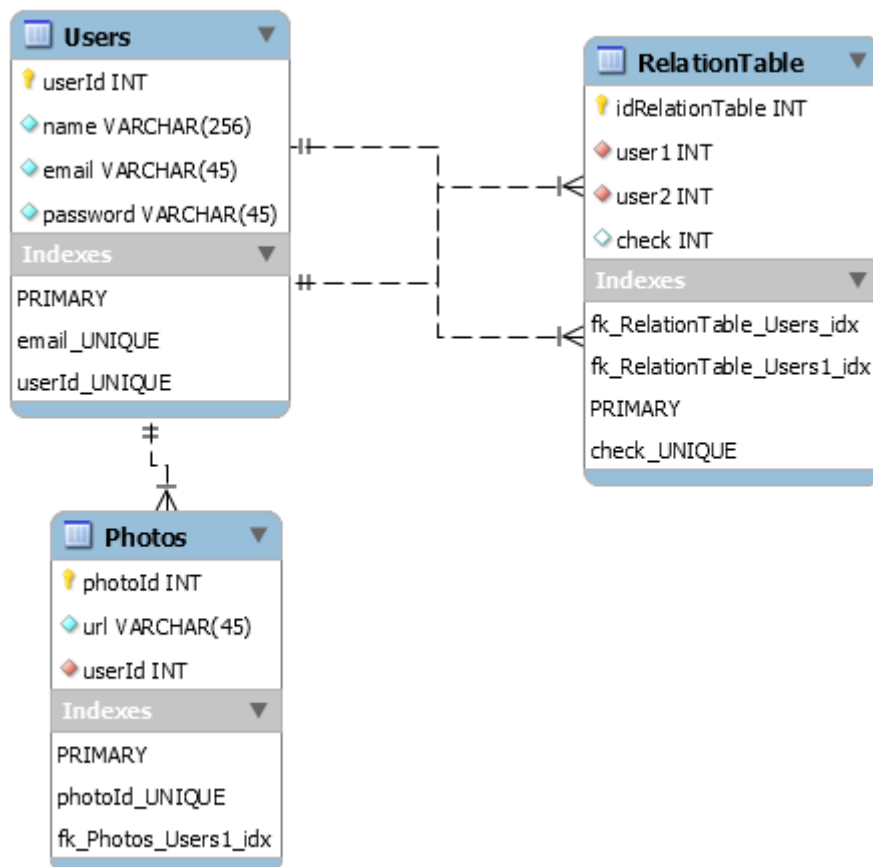 Users
userId INT
name VARCHAR(256)
email VARCHAR(45)
password VARCHAR(45)
Indexes
PRIMARY
email_UNIQUE
userId_UNIQUE
RelationTable
idRelationTable INT
user1 INT
user2 INT
check INT
Indexes
fk_RelationTable_Users_idx
fk_RelationTable_Users1_idx
PRIMARY
check_UNIQUE
Photos
photoId INT
url VARCHAR(45)
userId INT
Indexes
PRIMARY
photoId_UNIQUE
fk_Photos_Users1_idx